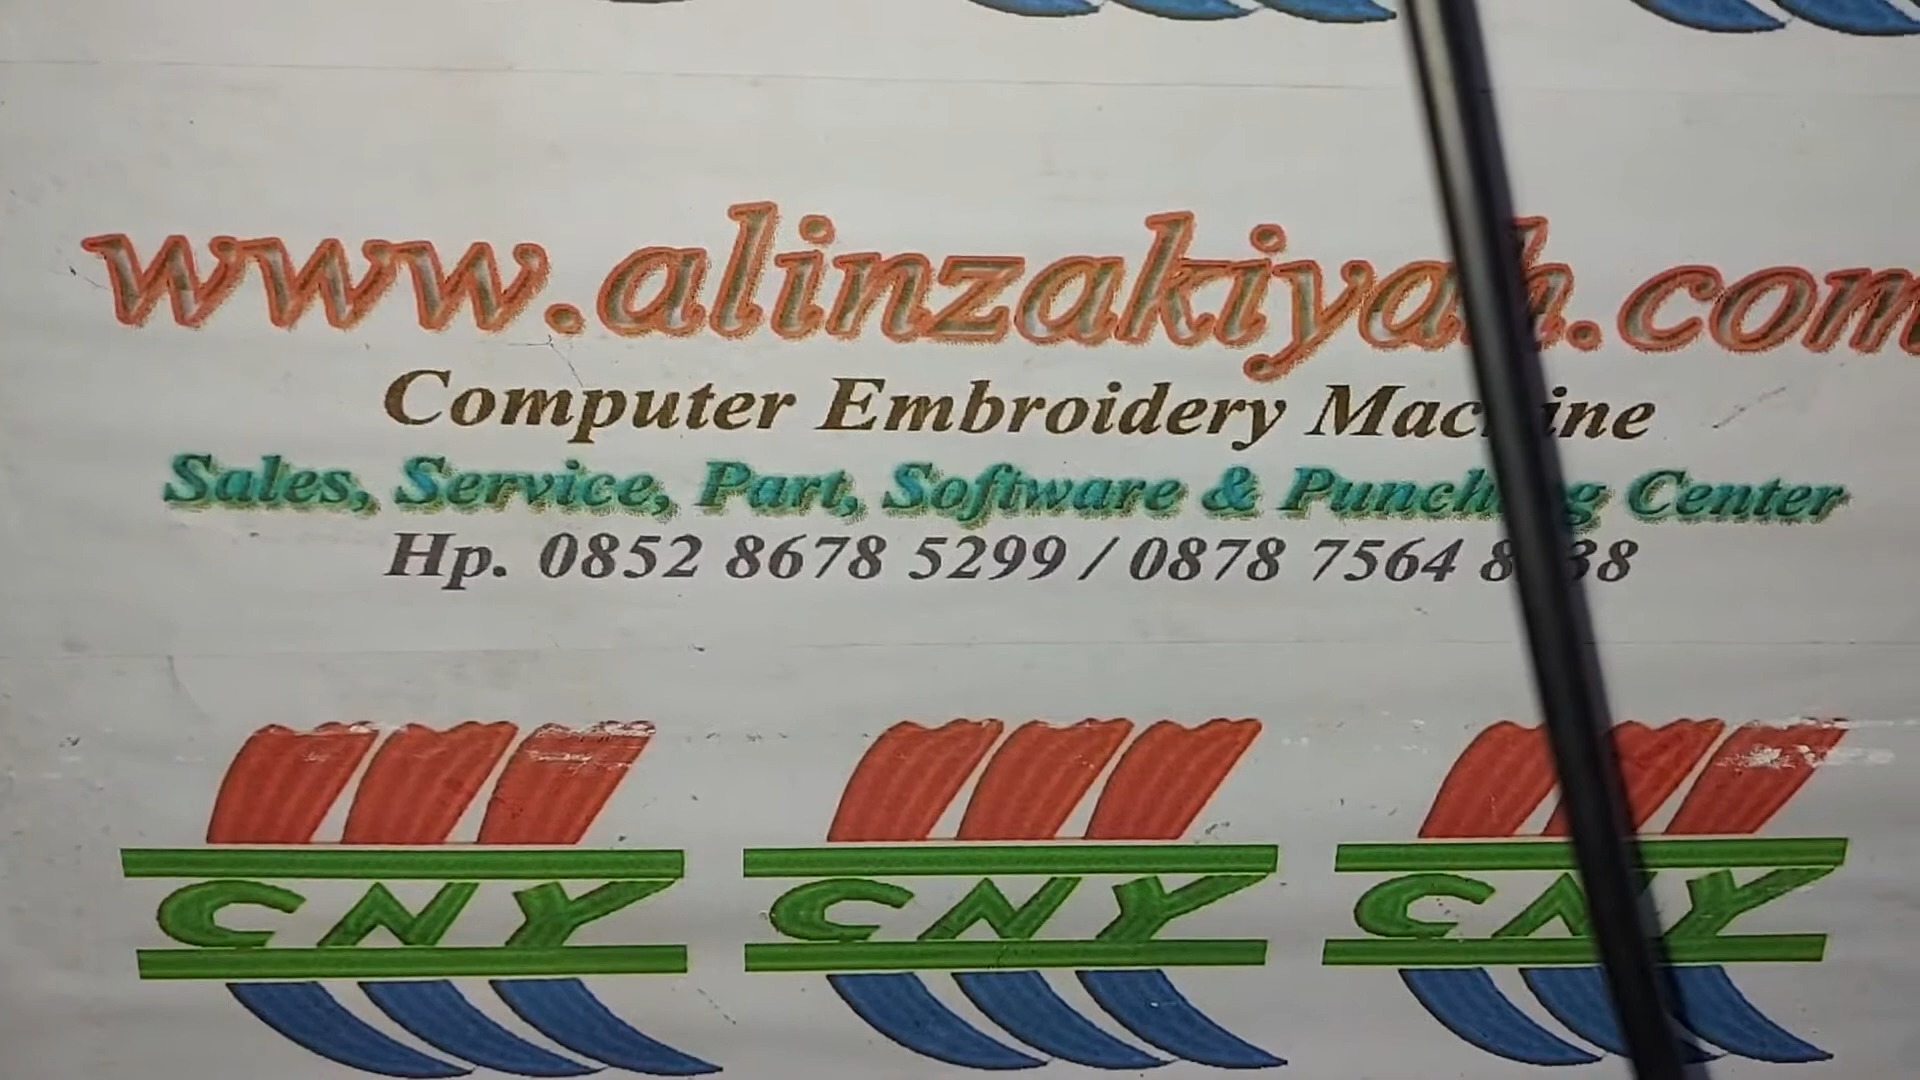 www.alinzakiyah.com
Computer Embroidery Machine
Sales, Service, Part, Software & Punching Center
Hp. 0852 8678 5299 / 0878 7564
CNY CNY CNY